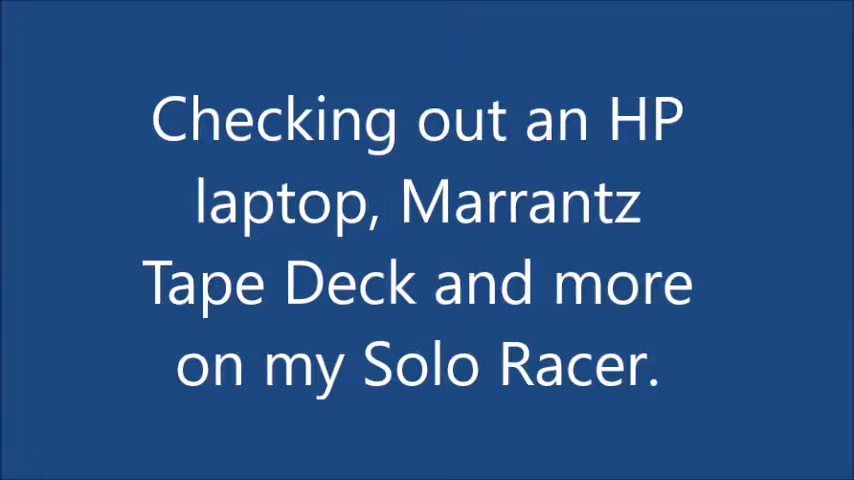 Checking out an HP
laptop, Marrantz
Tape Deck and more
on my Solo Racer.